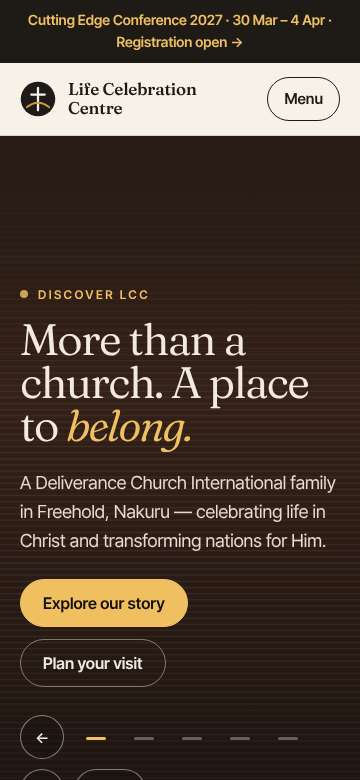 Cutting Edge Conference 2027 · 30 Mar – 4 Apr ·
Registration open →
Life Celebration
Centre
Menu
DISCOVER LCC
More than a
church. A place
to belong.
A Deliverance Church International family
in Freehold, Nakuru — celebrating life in
Christ and transforming nations for Him.
Explore our story
Plan your visit
←